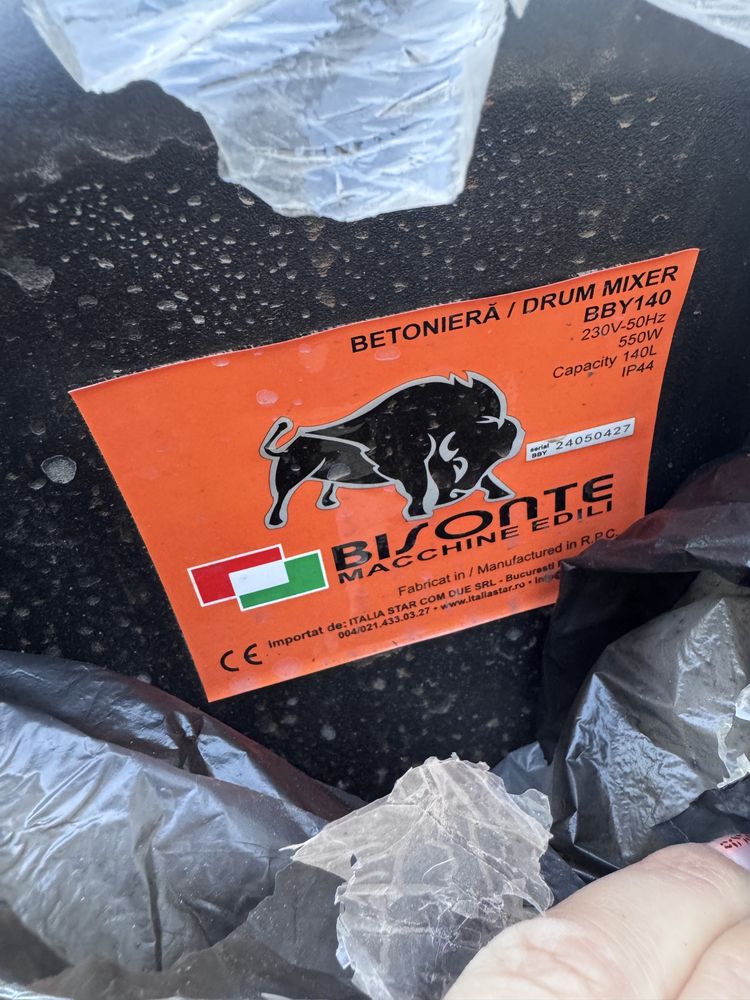 BETONIERĂ / DRUM MIXER
BBY140
230V-50Hz
550W
Capacity 140L
IP44
serial BBY 24050427
BISONTE
MACCHINE EDILI
Fabricat in / Manufactured in R.P.C.
Importat de: ITALIA STAR COM DUE SRL - Bucuresti
004/021.433.03.27 • www.italiastar.ro •
CE